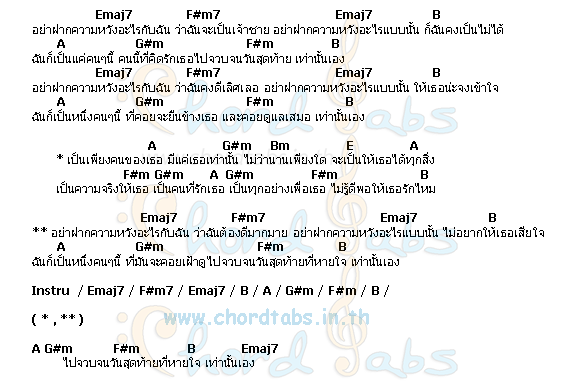 Emaj7 F#m7 Emaj7 B
อย่าฝากความหวังอะไรกับฉัน ว่าฉันจะเป็นเจ้าชาย อย่าฝากความหวังอะไรแบบนั้น ก็ฉันคงเป็นไม่ได้
A G#m F#m B
ฉันก็เป็นแค่คนๆนี้ คนนี้ที่คิดรักเธอไปจวบจนวันสุดท้าย เท่านั้นเอง
Emaj7 F#m7 Emaj7 B
อย่าฝากความหวังอะไรกับฉัน ว่าฉันคงดีเลิศเลอ อย่าฝากความหวังอะไรแบบนั้น ให้เธอน่ะจงเข้าใจ
A G#m F#m B
ฉันก็เป็นหนึ่งคนๆนี้ ที่คอยจะยืนข้างเธอ และคอยดูแลเสมอ เท่านั้นเอง
A G#m Bm E A
* เป็นเพียงคนของเธอ มีแค่เธอเท่านั้น ไม่ว่านานเพียงใด จะเป็นให้เธอได้ทุกสิ่ง
F#m G#m A G#m F#m B
เป็นความจริงให้เธอ เป็นคนที่รักเธอ เป็นทุกอย่างเพื่อเธอ ไม่รู้ดีพอให้เธอรักไหม
Emaj7 F#m7 Emaj7 B
** อย่าฝากความหวังอะไรกับฉัน ว่าฉันต้องดีมากมาย อย่าฝากความหวังอะไรแบบนั้น ไม่อยากให้เธอเสียใจ
A G#m F#m B
ฉันก็เป็นหนึ่งคนๆนี้ ที่มันจะคอยเฝ้าดูไปจวบจนวันสุดท้ายที่หายใจ เท่านั้นเอง
Instru / Emaj7 / F#m7 / Emaj7 / B / A / G#m / F#m / B /
( * , ** )
www.chordtabs.in.th
A G#m F#m B Emaj7
ไปจวบจนวันสุดท้ายที่หายใจ เท่านั้นเอง
Chord Tabs